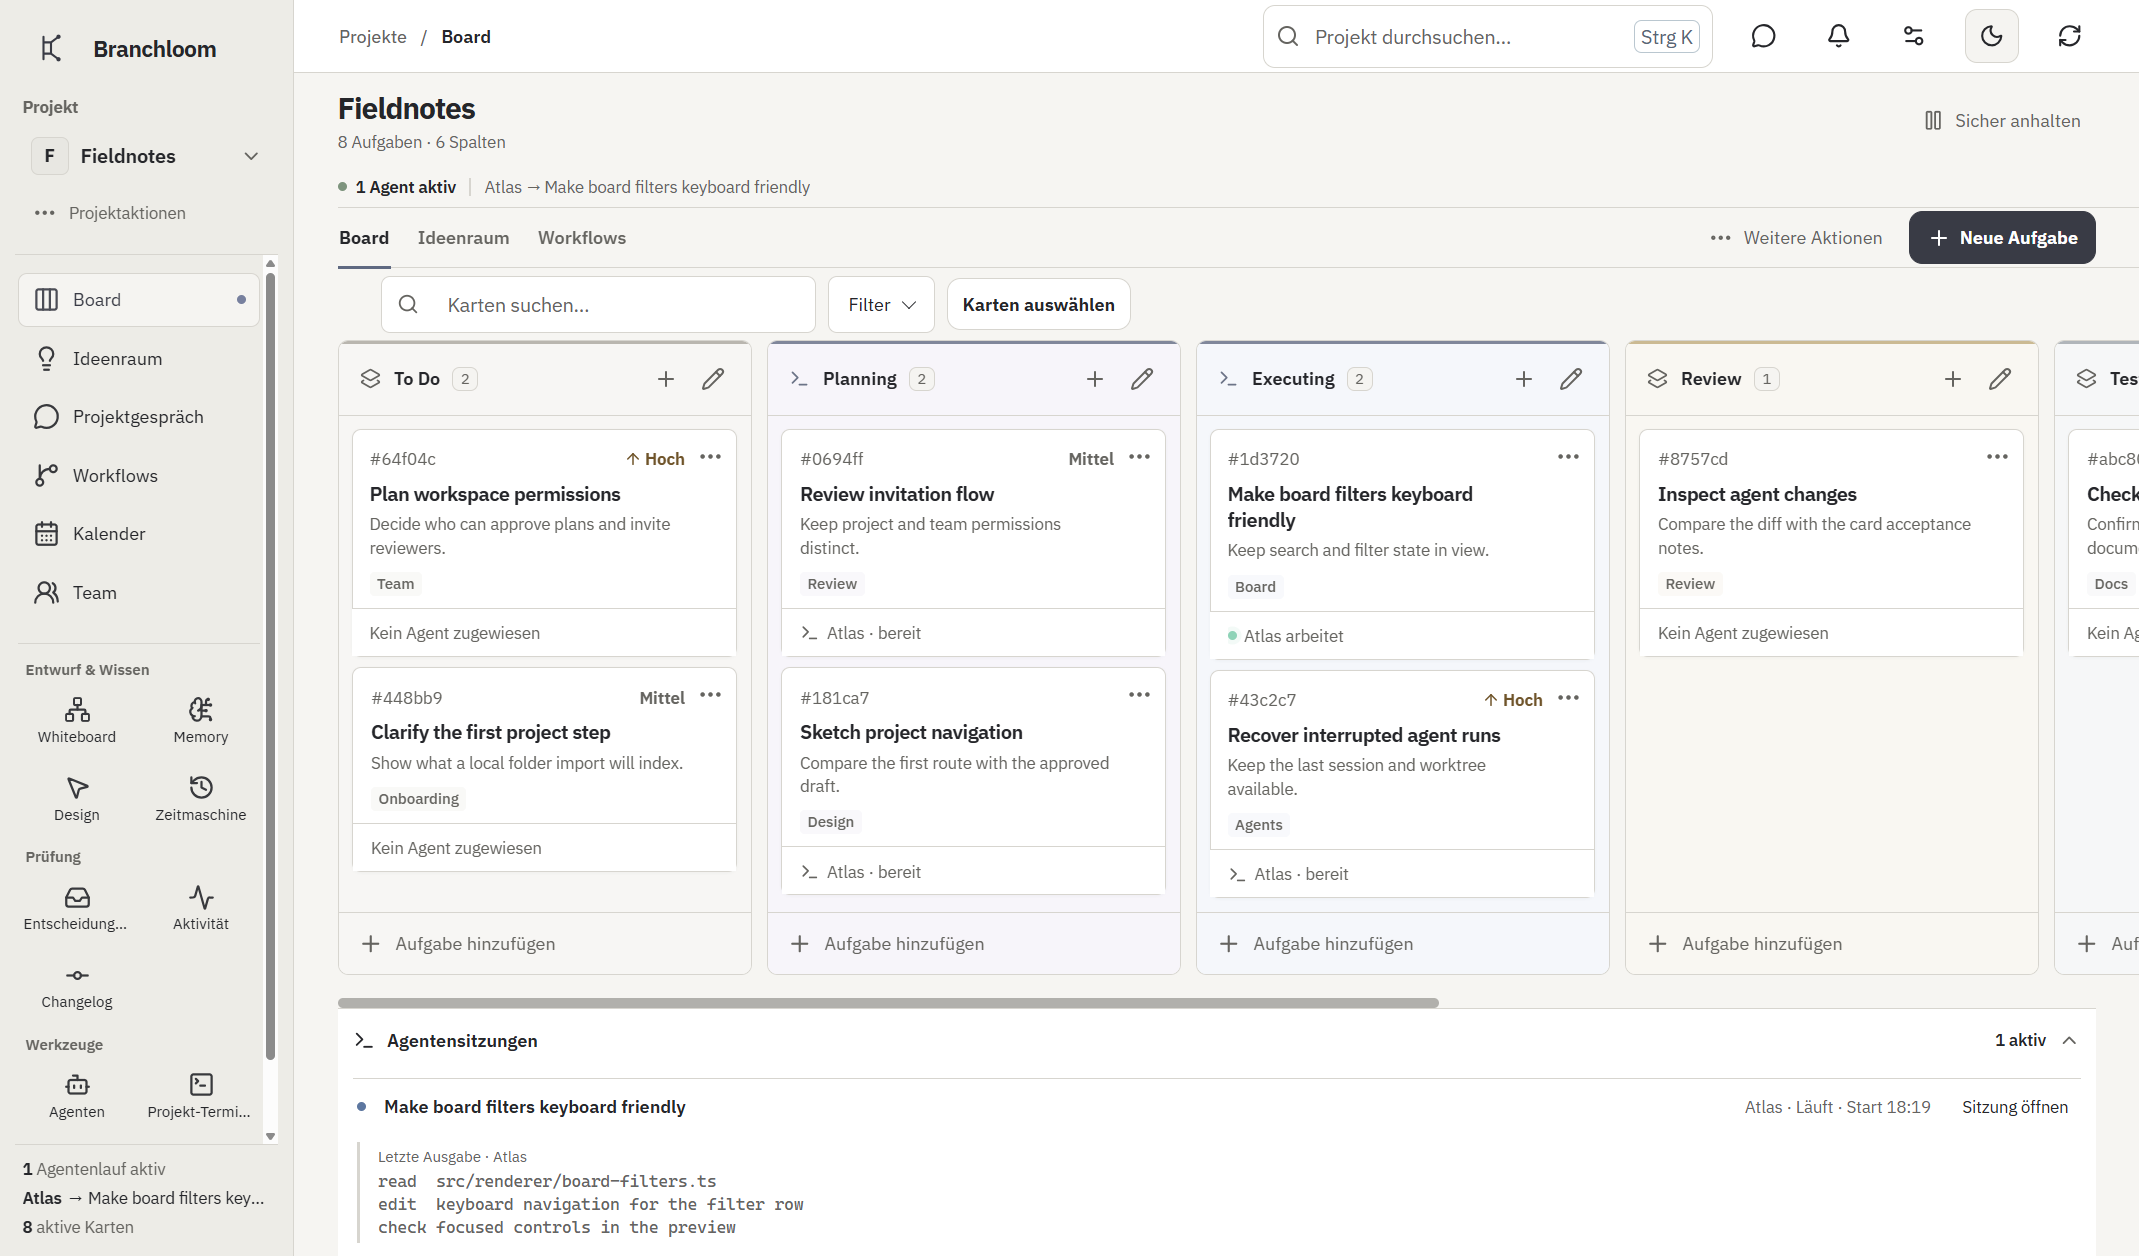 Branchloom
Projekt
F Fieldnotes
Projektaktionen
Board
Ideenraum
Projektgespräch
Workflows
Kalender
Team
Entwurf & Wissen
Whiteboard Memory
Design Zeitmaschine
Prüfung
Entscheidung... Aktivität
Changelog
Werkzeuge
Agenten Projekt-Termi...
1 Agentenlauf aktiv
Atlas → Make board filters key...
8 aktive Karten
Projekte / Board
Projekt durchsuchen... Strg K
Fieldnotes
8 Aufgaben · 6 Spalten
Sicher anhalten
1 Agent aktiv Atlas → Make board filters keyboard friendly
Board Ideenraum Workflows
Weitere Aktionen
Neue Aufgabe
Karten suchen...
Filter
Karten auswählen
To Do 2
#64f04c ↑ Hoch
Plan workspace permissions
Decide who can approve plans and invite
reviewers.
Team
Kein Agent zugewiesen
#448bb9 Mittel
Clarify the first project step
Show what a local folder import will index.
Onboarding
Kein Agent zugewiesen
Aufgabe hinzufügen
Planning 2
#0694ff Mittel
Review invitation flow
Keep project and team permissions
distinct.
Review
Atlas · bereit
#181ca7
Sketch project navigation
Compare the first route with the approved
draft.
Design
Atlas · bereit
Aufgabe hinzufügen
Executing 2
#1d3720
Make board filters keyboard
friendly
Keep search and filter state in view.
Board
Atlas arbeitet
#43c2c7 ↑ Hoch
Recover interrupted agent runs
Keep the last session and worktree
available.
Agents
Atlas · bereit
Aufgabe hinzufügen
Review 1
#8757cd
Inspect agent changes
Compare the diff with the card acceptance
notes.
Review
Kein Agent zugewiesen
Aufgabe hinzufügen
Check
Docs
Kein
Agentensitzungen
1 aktiv
Make board filters keyboard friendly
Atlas · Läuft · Start 18:19 Sitzung öffnen
Letzte Ausgabe · Atlas
read src/renderer/board-filters.ts
edit keyboard navigation for the filter row
check focused controls in the preview